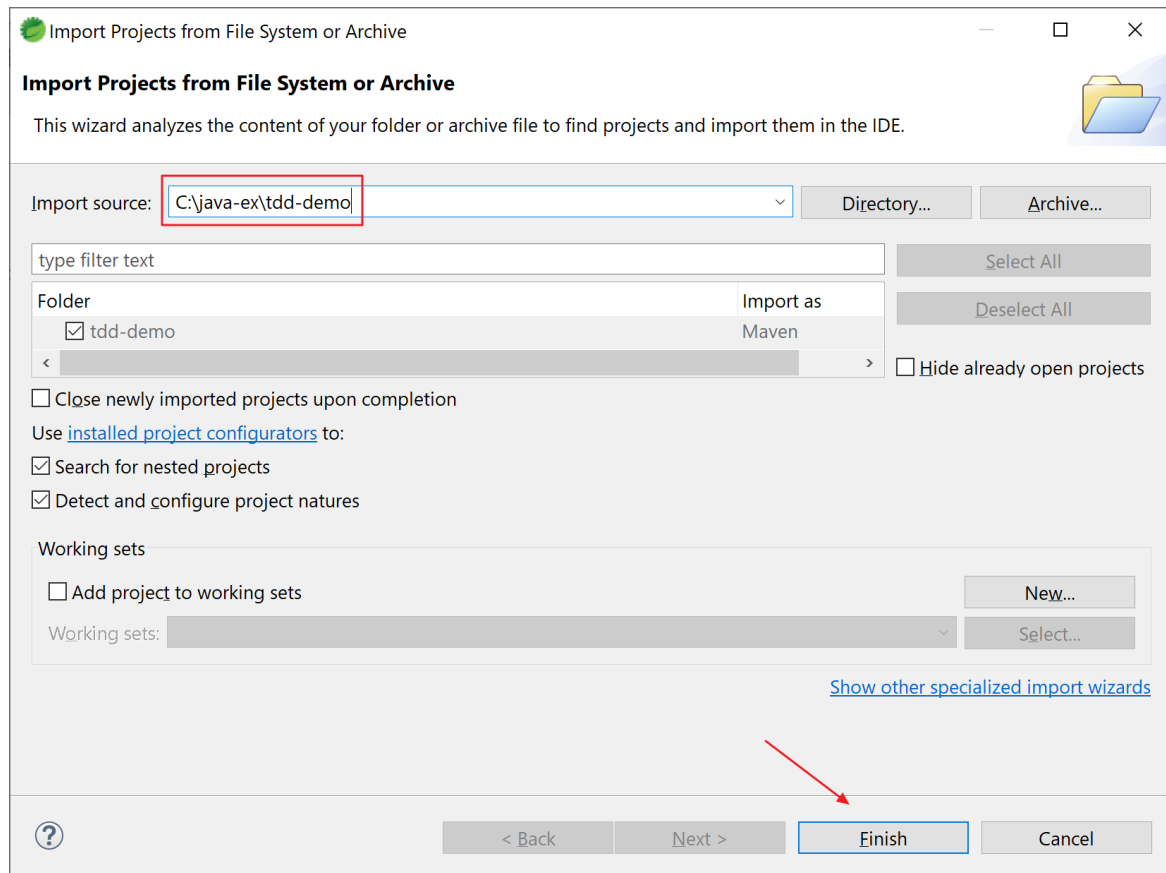 Import Projects from File System or Archive
Import Projects from File System or Archive
This wizard analyzes the content of your folder or archive file to find projects and import them in the IDE.
Import source: C:\java-ex\tdd-demo Directory... Archive...
type filter text Select All
Folder Import as Deselect All
tdd-demo Maven
Hide already open projects
Close newly imported projects upon completion
Use installed project configurators to:
Search for nested projects
Detect and configure project natures
Working sets
Add project to working sets New...
Working sets: Select...
Show other specialized import wizards
? < Back Next > Finish Cancel